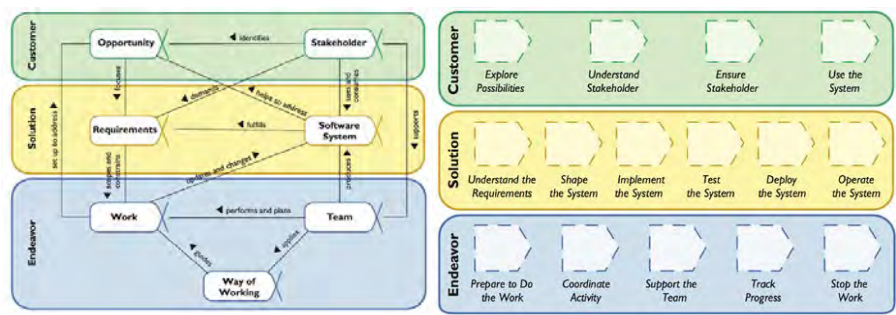 Customer
Opportunity
◄ identifies
Stakeholder
◄ focuses
◄ demands
◄ helps to address
◄ uses and
consumes
Solution
Requirements
◄ fulfils
Software
System
set up to address ►
◄ scopes and
constrains
updates and changes ►
produces ►
◄ supports
Endeavor
Work
◄ performs and plans
Team
◄ guides
◄ applies
Way of
Working
Customer
Explore
Possibilities
Understand
Stakeholder
Ensure
Stakeholder
Use the
System
Solution
Understand the
Requirements
Shape
the System
Implement
the System
Test
the System
Deploy
the System
Operate
the System
Endeavor
Prepare to Do
the Work
Coordinate
Activity
Support the
Team
Track
Progress
Stop the
Work